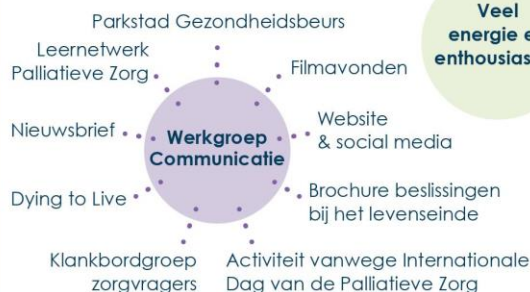 Parkstad Gezondheidsbeurs
Leernetwerk
Palliatieve Zorg
Filmavonden
Nieuwsbrief
Werkgroep
Communicatie
Website
& social media
Dying to Live
Brochure beslissingen
bij het levenseinde
Klankbordgroep
zorgvragers
Activiteit vanwege Internationale
Dag van de Palliatieve Zorg
Veel
energie